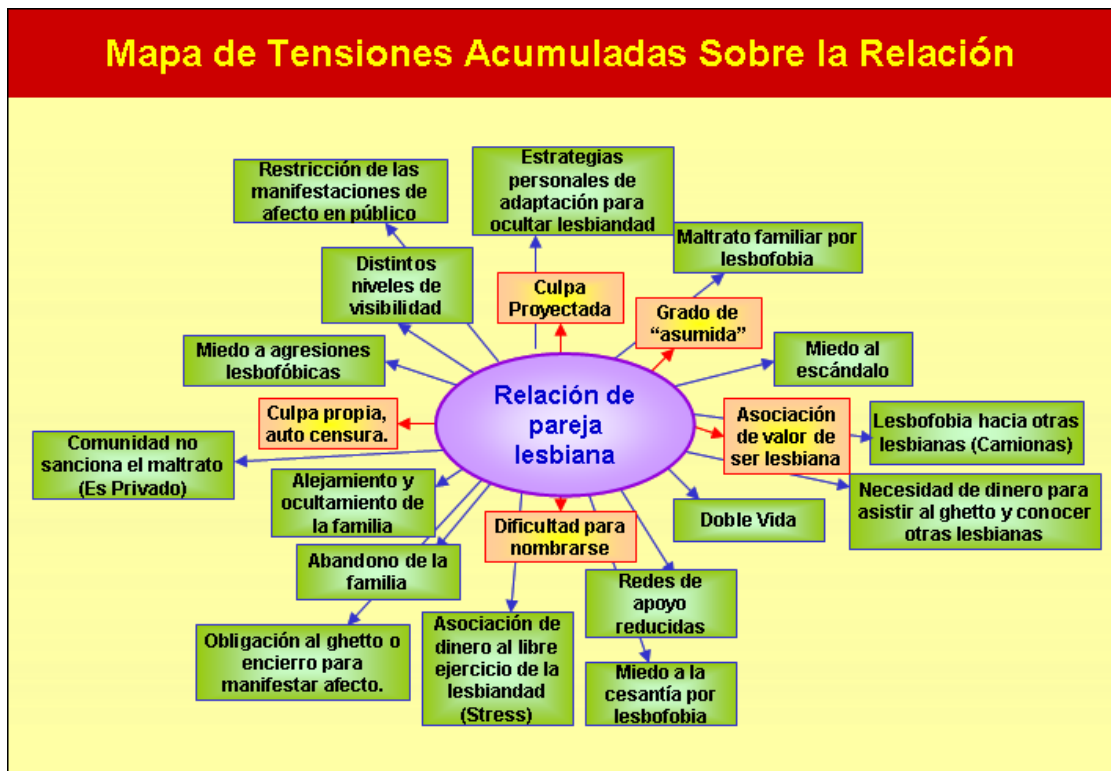 Mapa de Tensiones Acumuladas Sobre la Relación
Restricción de las
manifestaciones de
afecto en público
Estrategias
personales de
adaptación para
ocultar lesbiandad
Maltrato familiar por
lesbofobia
Distintos
niveles de
visibilidad
Culpa
Proyectada
Grado de
“asumida”
Miedo a agresiones
lesbofóbicas
Miedo al
escándalo
Relación de
pareja
lesbiana
Culpa propia,
auto censura.
Asociación
de valor de
ser lesbiana
Lesbofobia hacia otras
lesbianas (Camionas)
Comunidad no
sanciona el maltrato
(Es Privado)
Alejamiento y
ocultamiento de
la familia
Necesidad de dinero para
asistir al ghetto y conocer
otras lesbianas
Dificultad para
nombrarse
Doble Vida
Abandono de la
familia
Redes de
apoyo
reducidas
Obligación al ghetto o
encierro para
manifestar afecto.
Asociación de
dinero al libre
ejercicio de la
lesbiandad
(Stress)
Miedo a la
cesantía por
lesbofobia